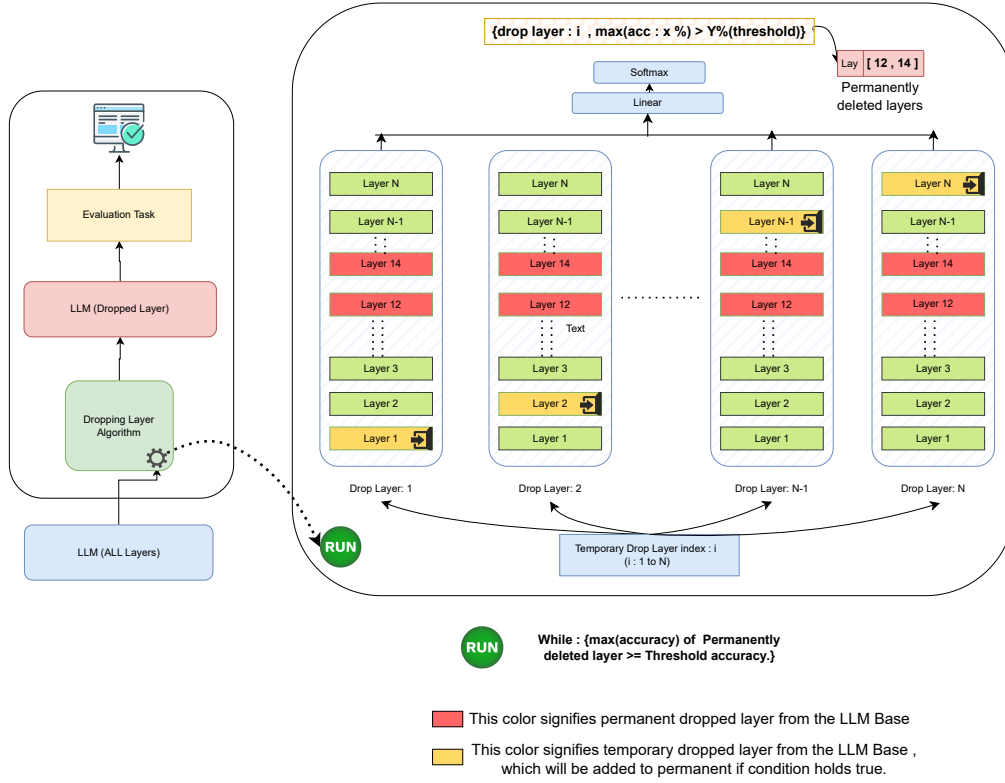 {drop layer : i , max(acc : x %) > Y%(threshold)}
Lay [ 12 , 14 ]
Permanently
deleted layers
Softmax
Linear
Evaluation Task
LLM (Dropped Layer)
Dropping Layer
Algorithm
LLM (ALL Layers)
Layer N
Layer N-1
Layer 14
Layer 12
Layer 3
Layer 2
Layer 1
Drop Layer: 1
Layer N
Layer N-1
Layer 14
Layer 12
Text
Layer 3
Layer 2
Layer 1
Drop Layer: 2
Layer N
Layer N-1
Layer 14
Layer 12
Layer 3
Layer 2
Layer 1
Drop Layer: N-1
Layer N
Layer N-1
Layer 14
Layer 12
Layer 3
Layer 2
Layer 1
Drop Layer: N
RUN
Temporary Drop Layer index : i
(i : 1 to N)
RUN
While : {max(accuracy) of Permanently
deleted layer >= Threshold accuracy.}
This color signifies permanent dropped layer from the LLM Base
This color signifies temporary dropped layer from the LLM Base ,
which will be added to permanent if condition holds true.